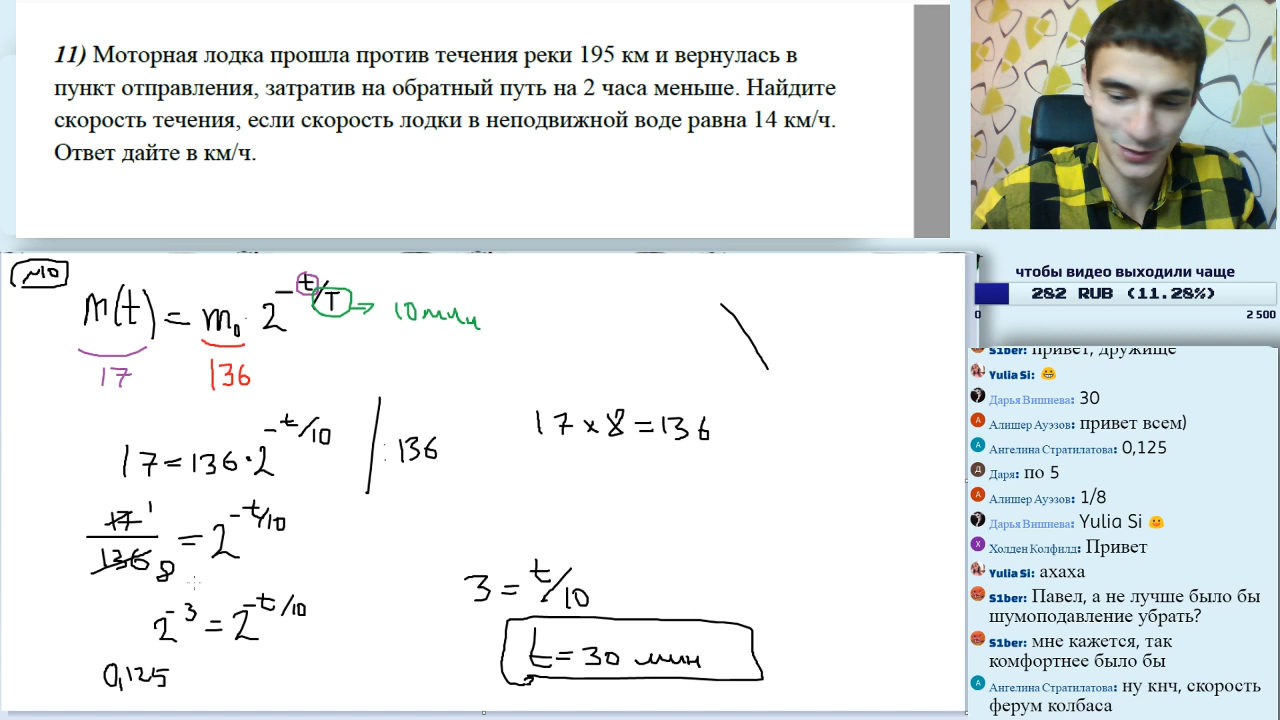 11) Моторная лодка прошла против течения реки 195 км и вернулась в
пункт отправления, затратив на обратный путь на 2 часа меньше. Найдите
скорость течения, если скорость лодки в неподвижной воде равна 14 км/ч.
Ответ дайте в км/ч.
№10
m(t) = m₀ · 2^(-t/T) → 10 мин
17
136
17 = 136 · 2^(-t/10) | : 136
17 × 8 = 136
17/136 = 2^(-t/10)
1
8
2^(-3) = 2^(-t/10)
0,125
3 = t/10
t = 30 мин
чтобы видео выходили чаще
282 RUB (11.28%)
0 2 500
S1ber: привет, дружище
Yulia Si: 😄
Дарья Вишнева: 30
Алишер Ауэзов: привет всем)
Ангелина Стратилатова: 0,125
Даря: по 5
Алишер Ауэзов: 1/8
Дарья Вишнева: Yulia Si 😛
Холден Колфилд: Привет
Yulia Si: ахаха
S1ber: Павел, а не лучше было бы
шумоподавление убрать?
S1ber: мне кажется, так
комфортнее было бы
Ангелина Стратилатова: ну кнч, скорость
ферум колбаса